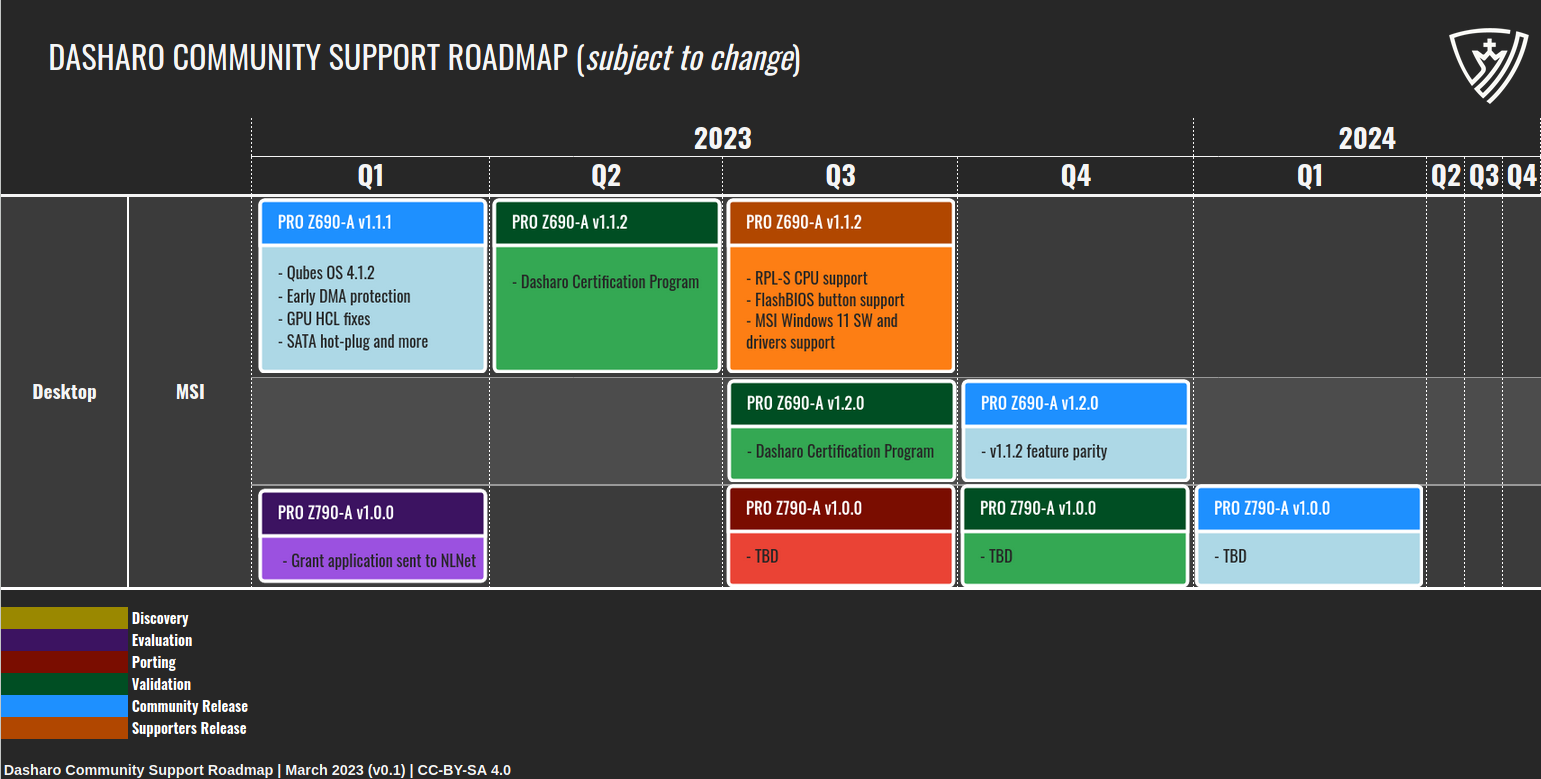 DASHARO COMMUNITY SUPPORT ROADMAP (subject to change)
2023
2024
Q1
Q2
Q3
Q4
Q1
Q2
Q3
Q4
Desktop
MSI
PRO Z690-A v1.1.1
- Qubes OS 4.1.2
- Early DMA protection
- GPU HCL fixes
- SATA hot-plug and more
PRO Z690-A v1.1.2
- Dasharo Certification Program
PRO Z690-A v1.1.2
- RPL-S CPU support
- FlashBIOS button support
- MSI Windows 11 SW and
drivers support
PRO Z690-A v1.2.0
- Dasharo Certification Program
PRO Z690-A v1.2.0
- v1.1.2 feature parity
PRO Z790-A v1.0.0
- Grant application sent to NLNet
PRO Z790-A v1.0.0
- TBD
PRO Z790-A v1.0.0
- TBD
PRO Z790-A v1.0.0
- TBD
Discovery
Evaluation
Porting
Validation
Community Release
Supporters Release
Dasharo Community Support Roadmap | March 2023 (v0.1) | CC-BY-SA 4.0